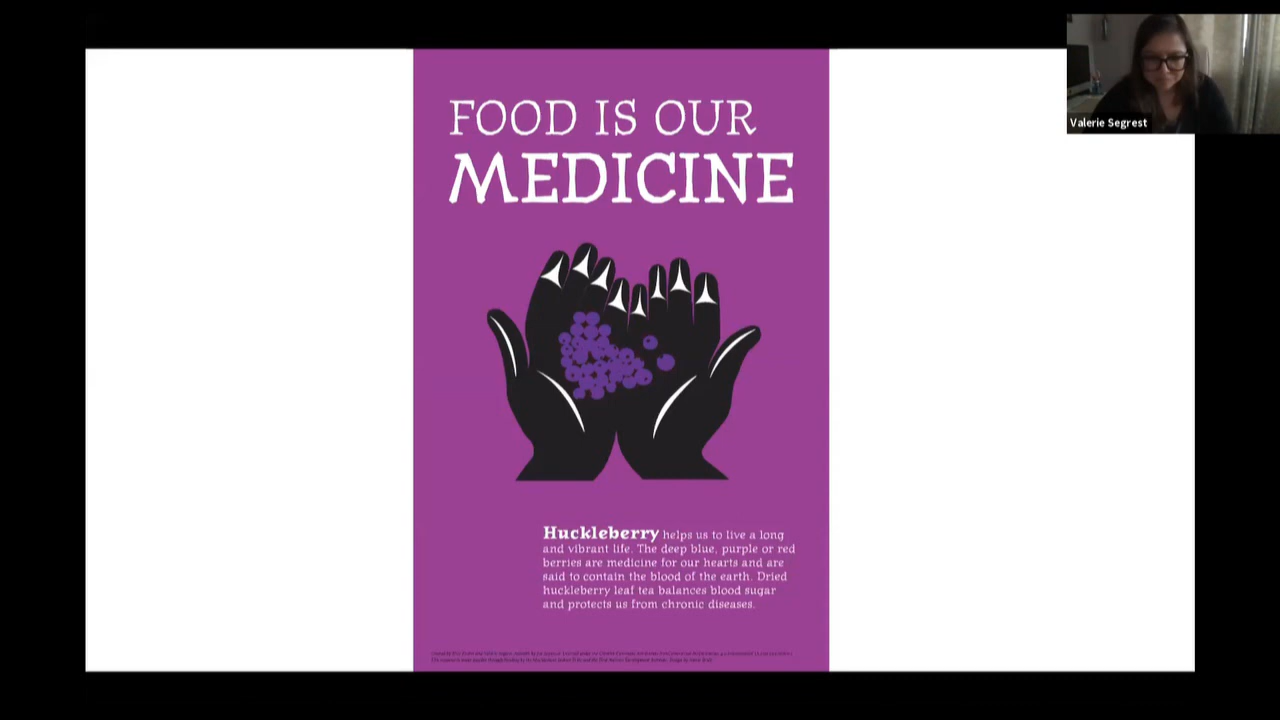 FOOD IS OUR
MEDICINE
Valerie Segrest
Huckleberry helps us to live a long
and vibrant life. The deep blue, purple or red
berries are medicine for our hearts and are
said to contain the blood of the earth. Dried
huckleberry leaf tea balances blood sugar
and protects us from chronic diseases.